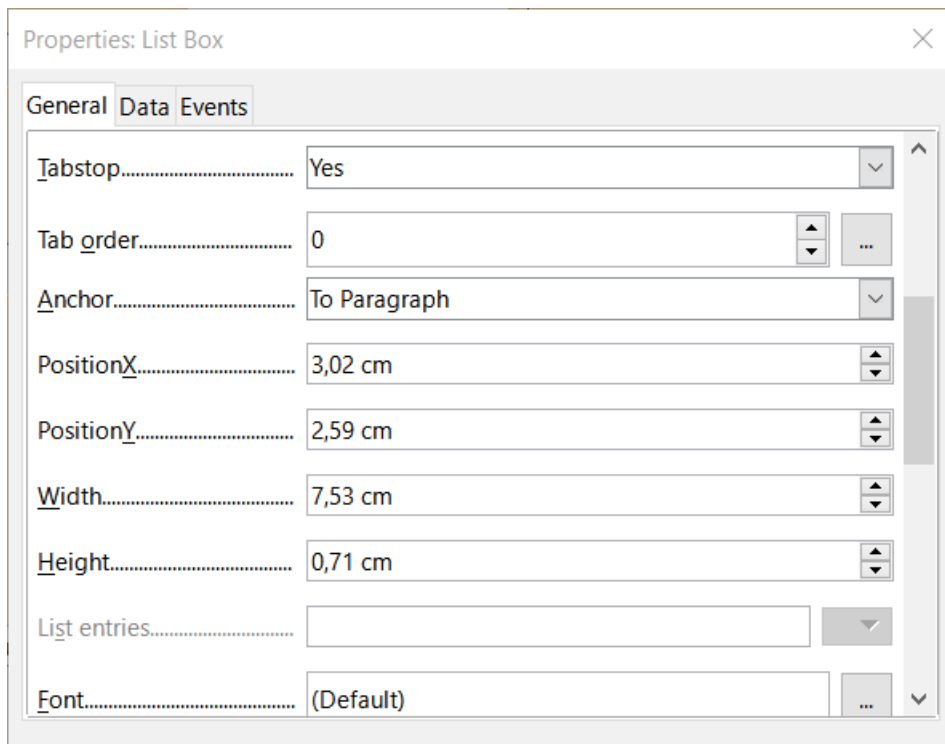 Properties: List Box
General Data Events
Tabstop.................................... Yes
Tab order................................. 0 ...
Anchor...................................... To Paragraph
PositionX................................. 3,02 cm
PositionY................................. 2,59 cm
Width........................................ 7,53 cm
Height...................................... 0,71 cm
List entries...............................
Font.......................................... (Default) ...